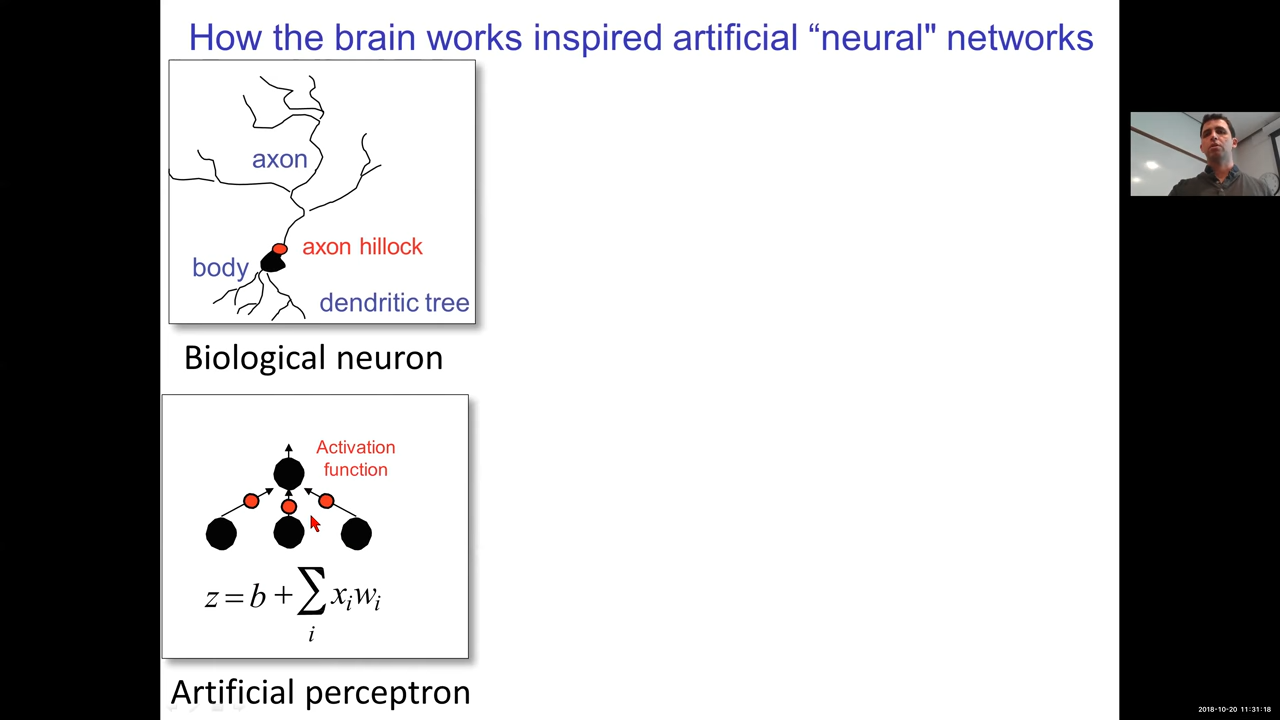 How the brain works inspired artificial “neural" networks
axon
axon hillock
body
dendritic tree
Biological neuron
Activation
function
z = b + ∑ xᵢwᵢ
i
Artificial perceptron
2018-10-20 11:31:18